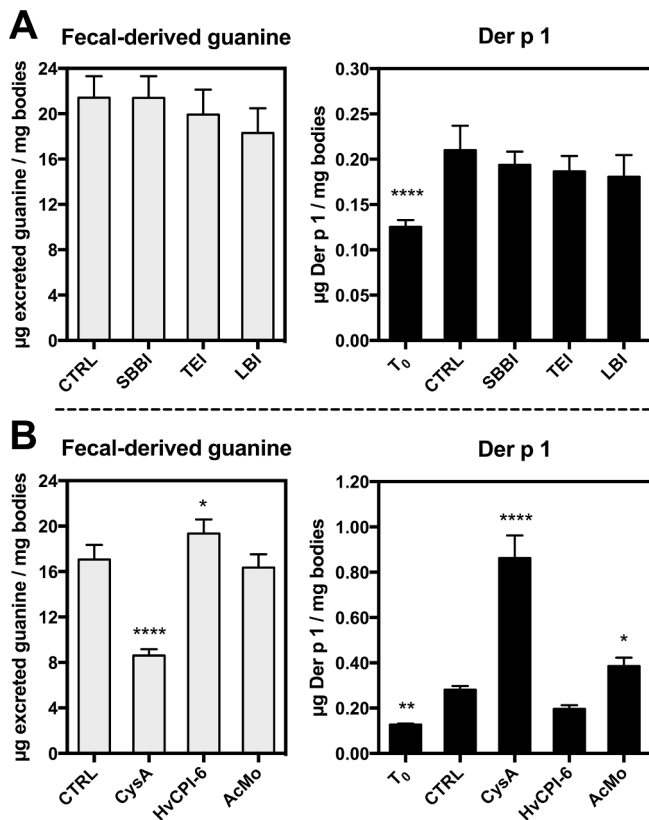 A
Fecal-derived guanine
µg excreted guanine / mg bodies
24
20
16
12
8
4
0
CTRL
SBBI
TEI
LBI
Der p 1
µg Der p 1 / mg bodies
0.30
0.25
0.20
0.15
0.10
0.05
0.00
****
T0
CTRL
SBBI
TEI
LBI
B
Fecal-derived guanine
µg excreted guanine / mg bodies
24
20
16
12
8
4
0
****
*
CTRL
CysA
HvCPI-6
AcMo
Der p 1
µg Der p 1 / mg bodies
1.20
1.00
0.80
0.60
0.40
0.20
0.00
**
****
*
T0
CTRL
CysA
HvCPI-6
AcMo